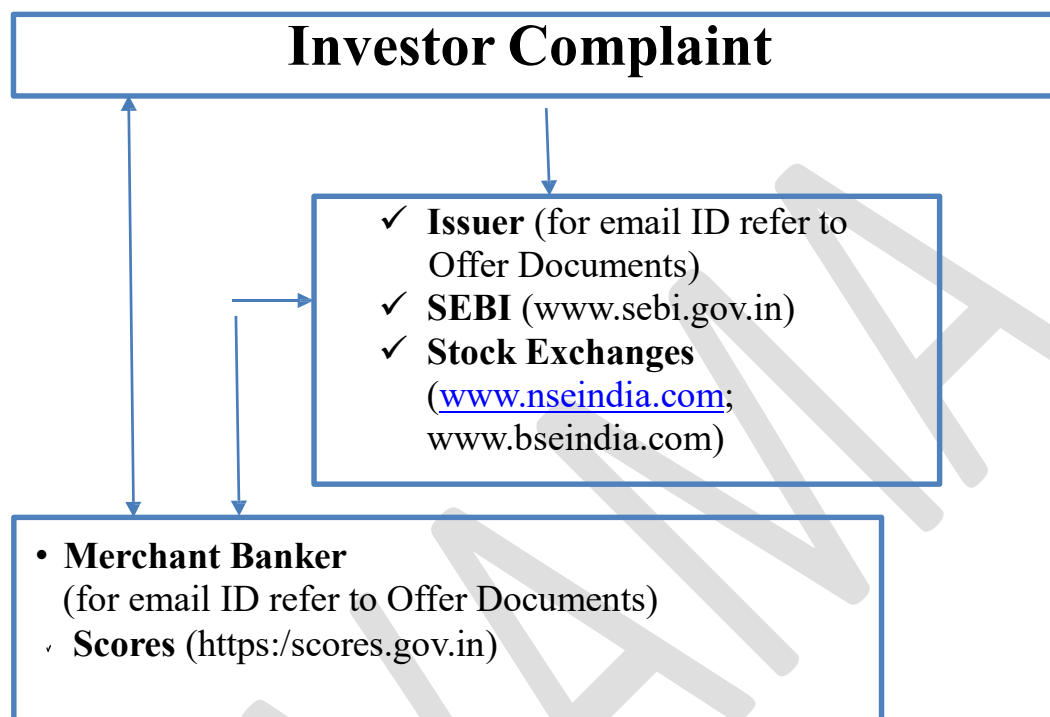 Investor Complaint
✓ Issuer (for email ID refer to
Offer Documents)
✓ SEBI (www.sebi.gov.in)
✓ Stock Exchanges
(www.nseindia.com;
www.bseindia.com)
• Merchant Banker
(for email ID refer to Offer Documents)
✓ Scores (https:/scores.gov.in)